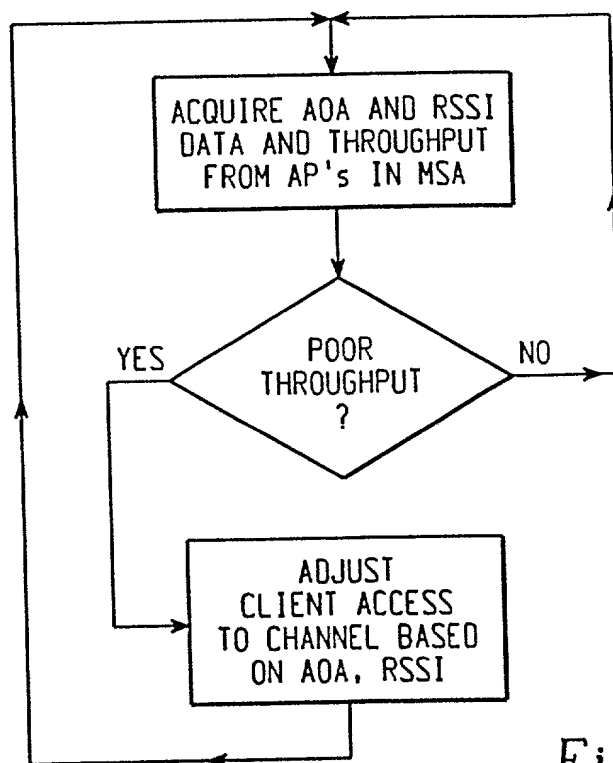 ACQUIRE AOA AND RSSI
DATA AND THROUGHPUT
FROM AP's IN MSA
POOR
THROUGHPUT
?
YES
NO
ADJUST
CLIENT ACCESS
TO CHANNEL BASED
ON AOA, RSSI